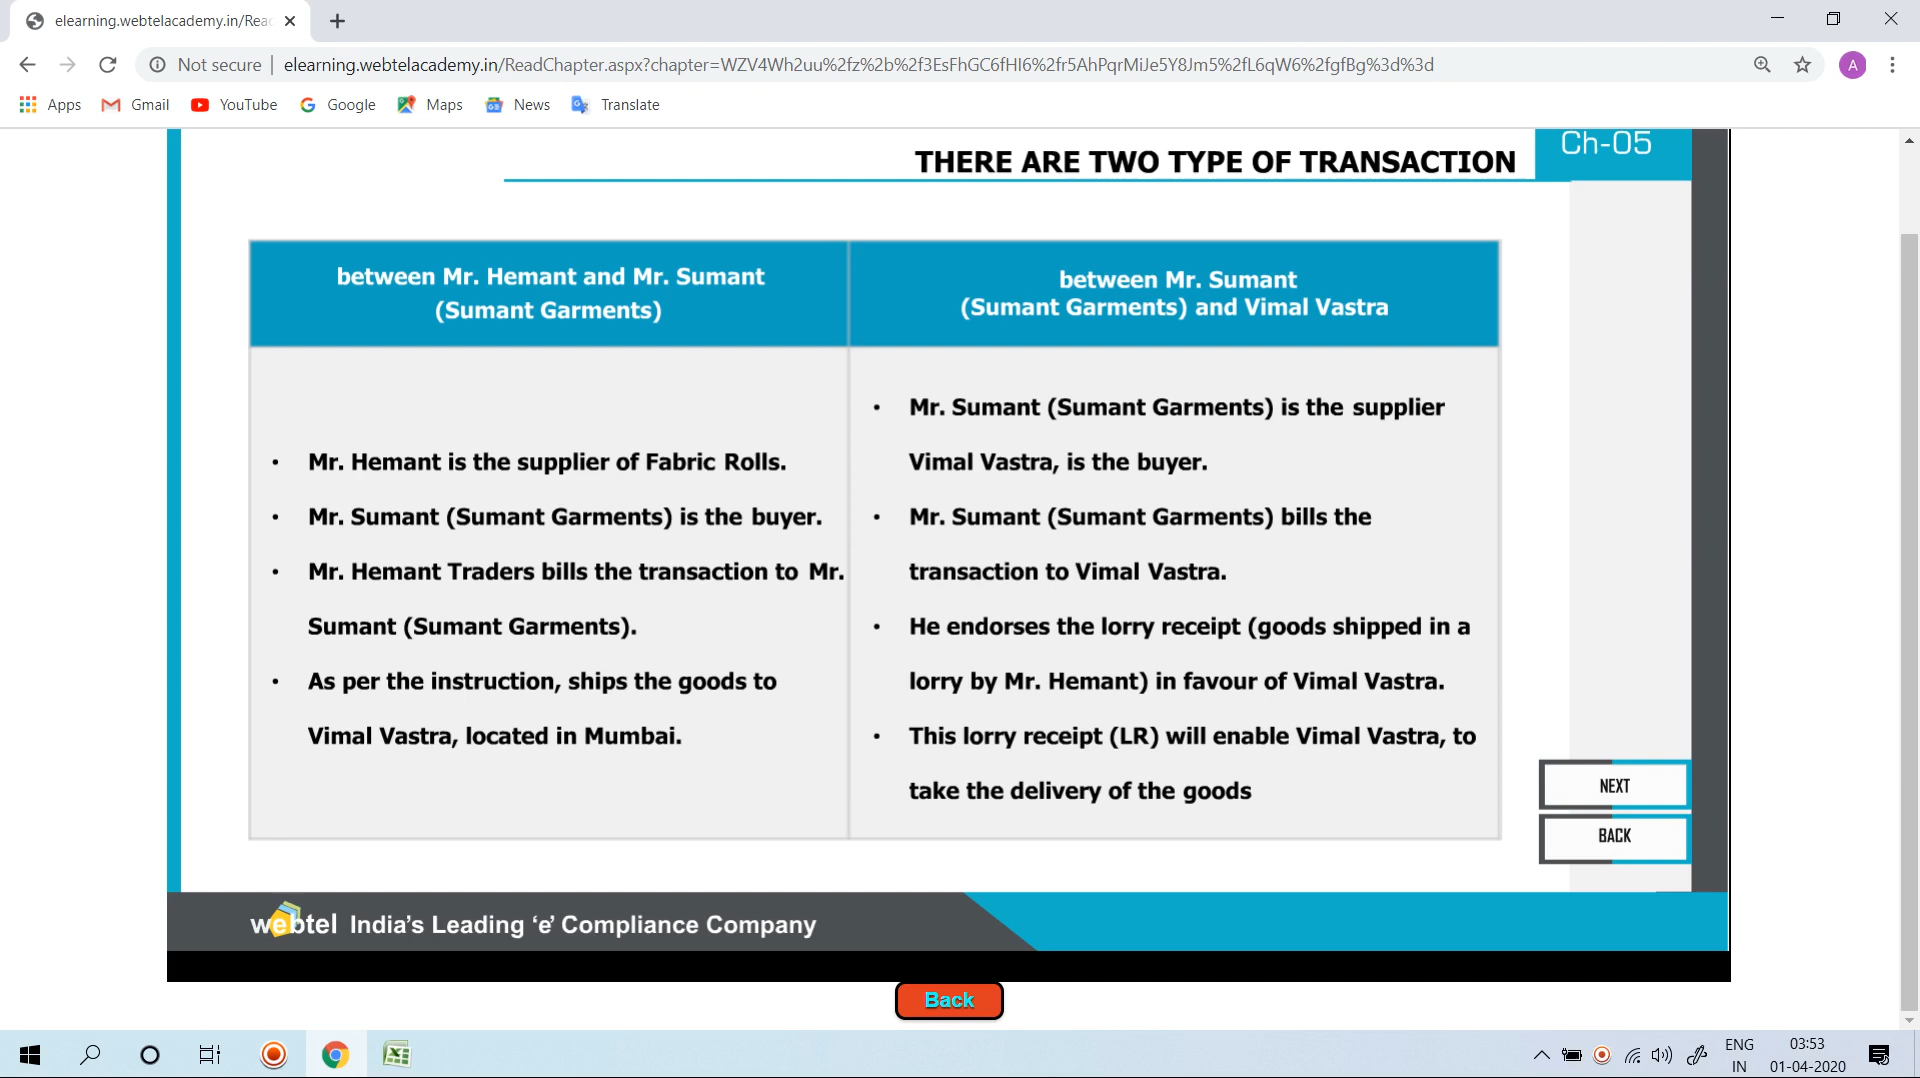 elearning.webtelacademy.in/Read
Not secure | elearning.webtelacademy.in/ReadChapter.aspx?chapter=WZV4Wh2uu%2fz%2b%2f3EsFhGC6fHI6%2fr5AhPqrMiJe5Y8Jm5%2fL6qW6%2fgfBg%3d%3d
A
Apps Gmail YouTube Google Maps News Translate
Ch-05
THERE ARE TWO TYPE OF TRANSACTION
between Mr. Hemant and Mr. Sumant
(Sumant Garments)
• Mr. Hemant is the supplier of Fabric Rolls.
• Mr. Sumant (Sumant Garments) is the buyer.
• Mr. Hemant Traders bills the transaction to Mr.
Sumant (Sumant Garments).
• As per the instruction, ships the goods to
Vimal Vastra, located in Mumbai.
between Mr. Sumant
(Sumant Garments) and Vimal Vastra
• Mr. Sumant (Sumant Garments) is the supplier
Vimal Vastra, is the buyer.
• Mr. Sumant (Sumant Garments) bills the
transaction to Vimal Vastra.
• He endorses the lorry receipt (goods shipped in a
lorry by Mr. Hemant) in favour of Vimal Vastra.
• This lorry receipt (LR) will enable Vimal Vastra, to
take the delivery of the goods
NEXT
BACK
webtel India's Leading 'e' Compliance Company
Back
ENG
IN
03:53
01-04-2020